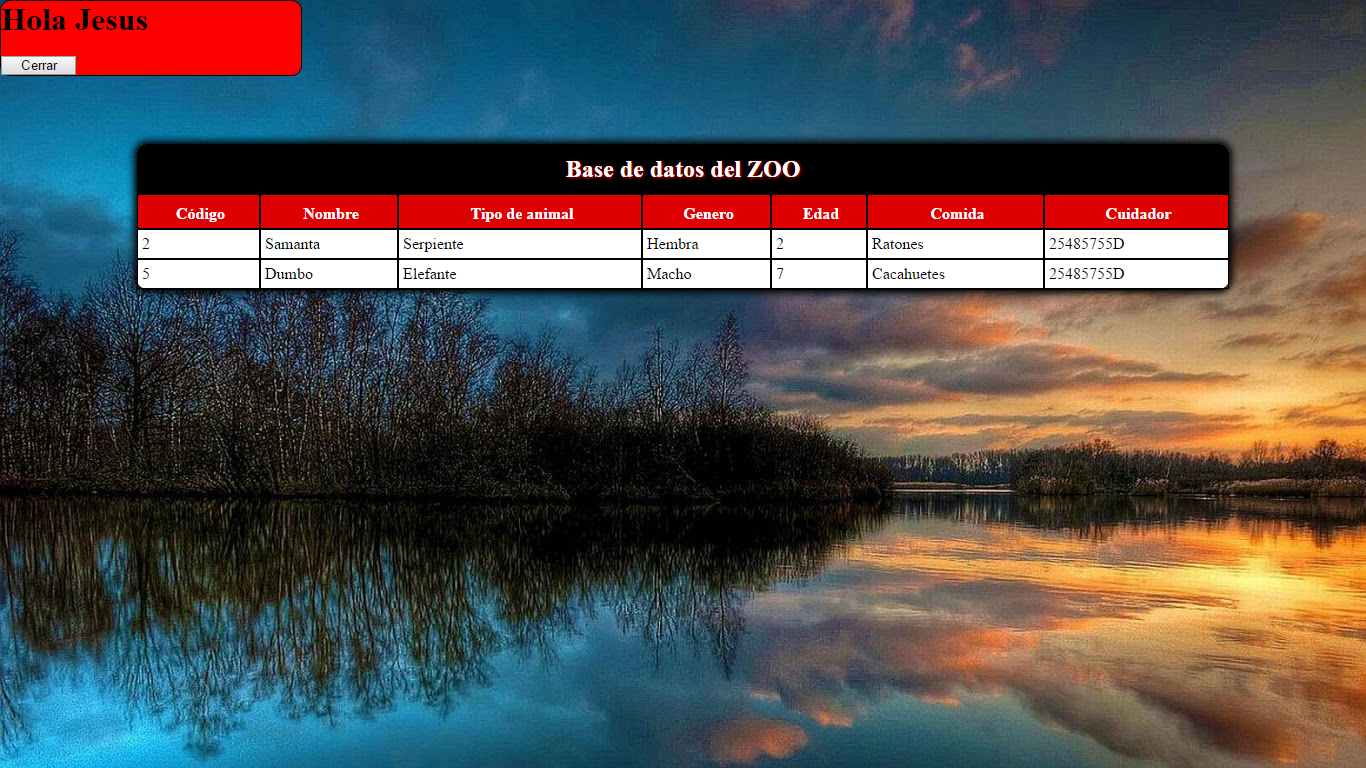 Hola Jesus
Cerrar
Base de datos del ZOO
Código Nombre Tipo de animal Genero Edad Comida Cuidador
2 Samanta Serpiente Hembra 2 Ratones 25485755D
5 Dumbo Elefante Macho 7 Cacahuetes 25485755D